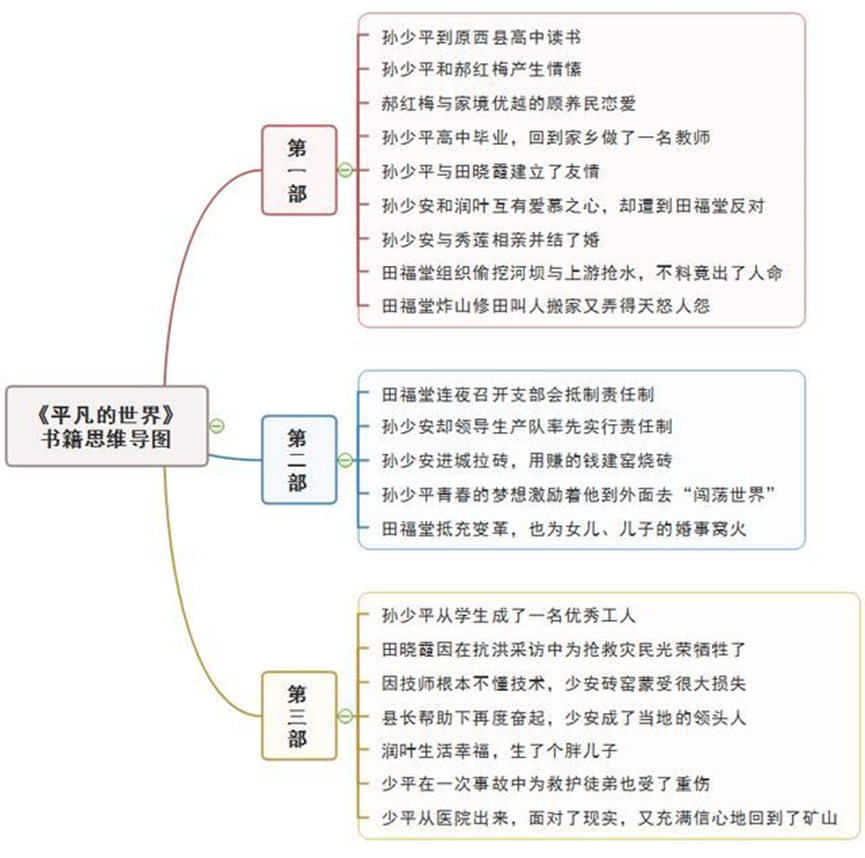 《平凡的世界》
书籍思维导图
第一部
孙少平到原西县高中读书
孙少平和郝红梅产生情愫
郝红梅与家境优越的顾养民恋爱
孙少平高中毕业，回到家乡做了一名教师
孙少平与田晓霞建立了友情
孙少安和润叶互有爱慕之心，却遭到田福堂反对
孙少安与秀莲相亲并结了婚
田福堂组织偷挖河坝与上游抢水，不料竟出了人命
田福堂炸山修田叫人搬家又弄得天怒人怨
第二部
田福堂连夜召开支部会抵制责任制
孙少安却领导生产队率先实行责任制
孙少安进城拉砖，用赚的钱建窑烧砖
孙少平青春的梦想激励着他到外面去“闯荡世界”
田福堂抵充变革，也为女儿、儿子的婚事窝火
第三部
孙少平从学生成了一名优秀工人
田晓霞因在抗洪采访中为抢救灾民光荣牺牲了
因技师根本不懂技术，少安砖窑蒙受很大损失
县长帮助下再度奋起，少安成了当地的领头人
润叶生活幸福，生了个胖儿子
少平在一次事故中为救护徒弟也受了重伤
少平从医院出来，面对了现实，又充满信心地回到了矿山